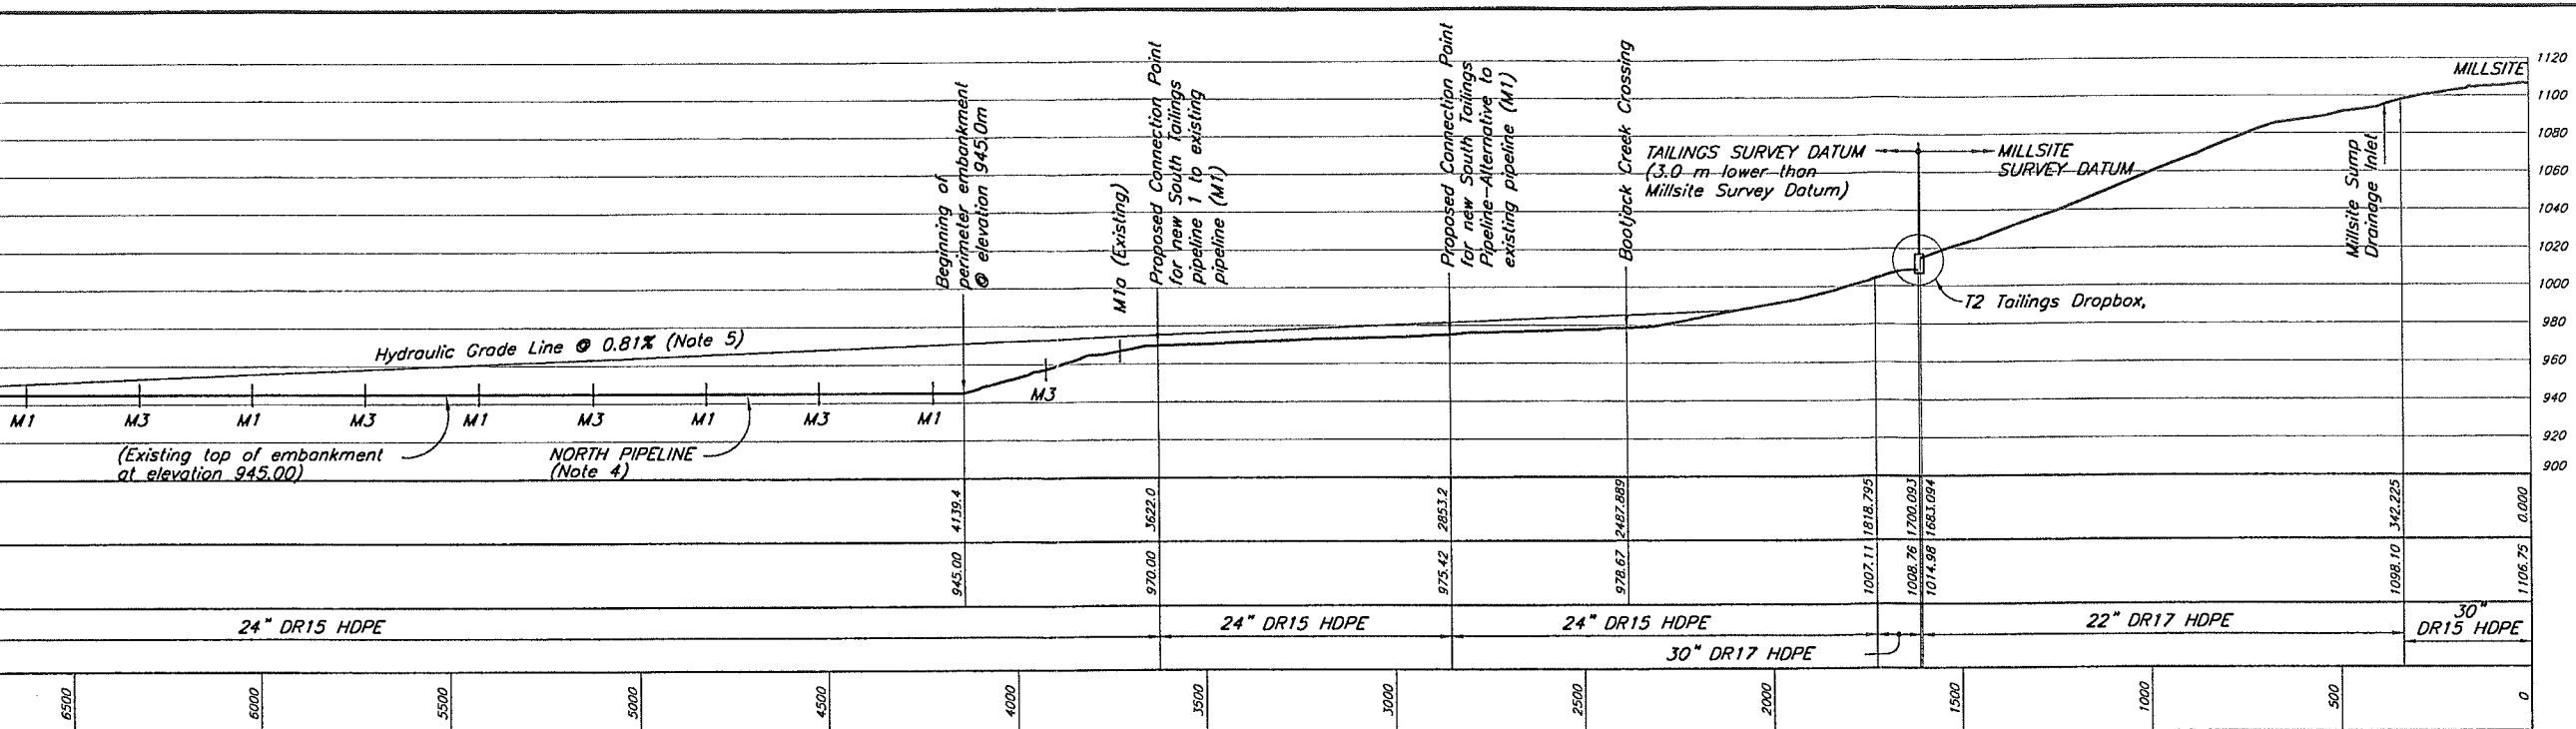 MILLSITE
1120
1100
1080
1060
1040
1020
1000
980
960
940
920
900
Beginning of
perimeter embankment
@ elevation 945.0m
M1a (Existing)
Proposed Connection Point
for new South Tailings
pipeline 1 to existing
pipeline (M1)
Proposed Connection Point
for new South Tailings
Pipeline-Alternative to
existing pipeline (M1)
Bootjack Creek Crossing
TAILINGS SURVEY DATUM
(3.0 m lower than
Millsite Survey Datum)
MILLSITE
SURVEY DATUM
Millsite Sump
Drainage Inlet
T2 Tailings Dropbox,
Hydraulic Grade Line @ 0.81% (Note 5)
M3
M1
M3
M1
M3
M1
M3
M1
M3
M1
(Existing top of embankment
at elevation 945.00)
NORTH PIPELINE
(Note 4)
4139.4
3622.0
2853.2
2487.889
1818.795
1700.093
1683.094
342.225
0.000
945.00
970.00
975.42
978.67
1007.11
1008.76
1014.98
1098.10
1106.75
24" DR15 HDPE
24" DR15 HDPE
24" DR15 HDPE
30" DR17 HDPE
22" DR17 HDPE
30"
DR15 HDPE
6500
6000
5500
5000
4500
4000
3500
3000
2500
2000
1500
1000
500
0